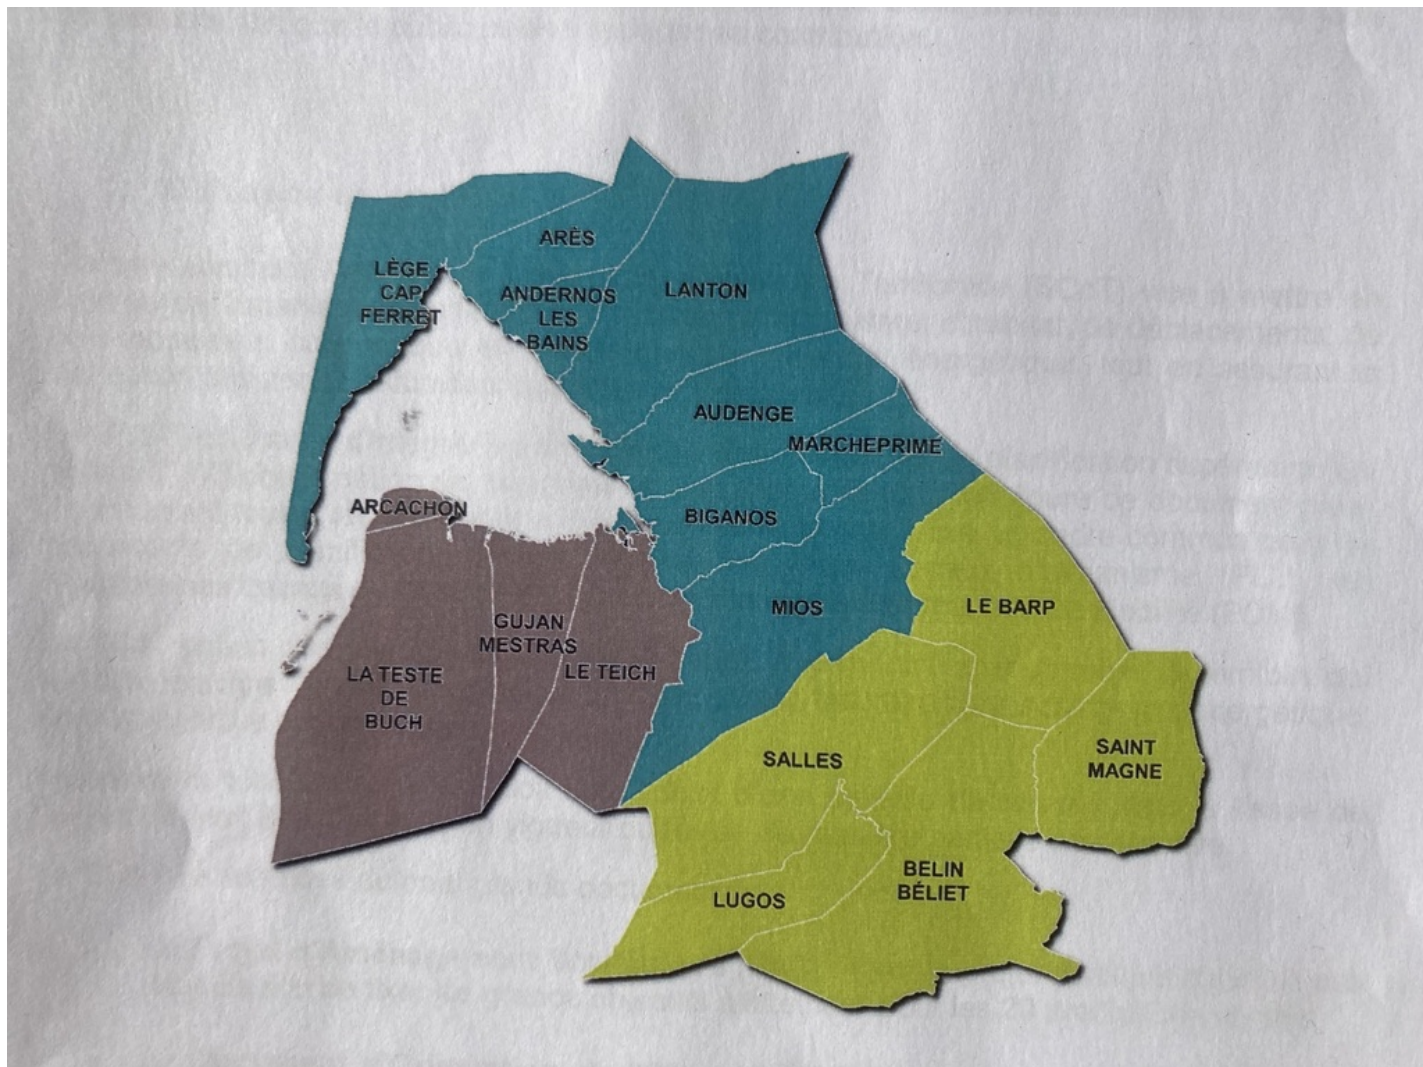 ARÈS
LÈGE
CAP
FERRET
ANDERNOS
LES
BAINS
LANTON
AUDENGE
MARCHEPRIME
ARCACHON
BIGANOS
MIOS
LE BARP
GUJAN
MESTRAS
LE TEICH
LA TESTE
DE
BUCH
SALLES
SAINT
MAGNE
BELIN
BÉLIET
LUGOS